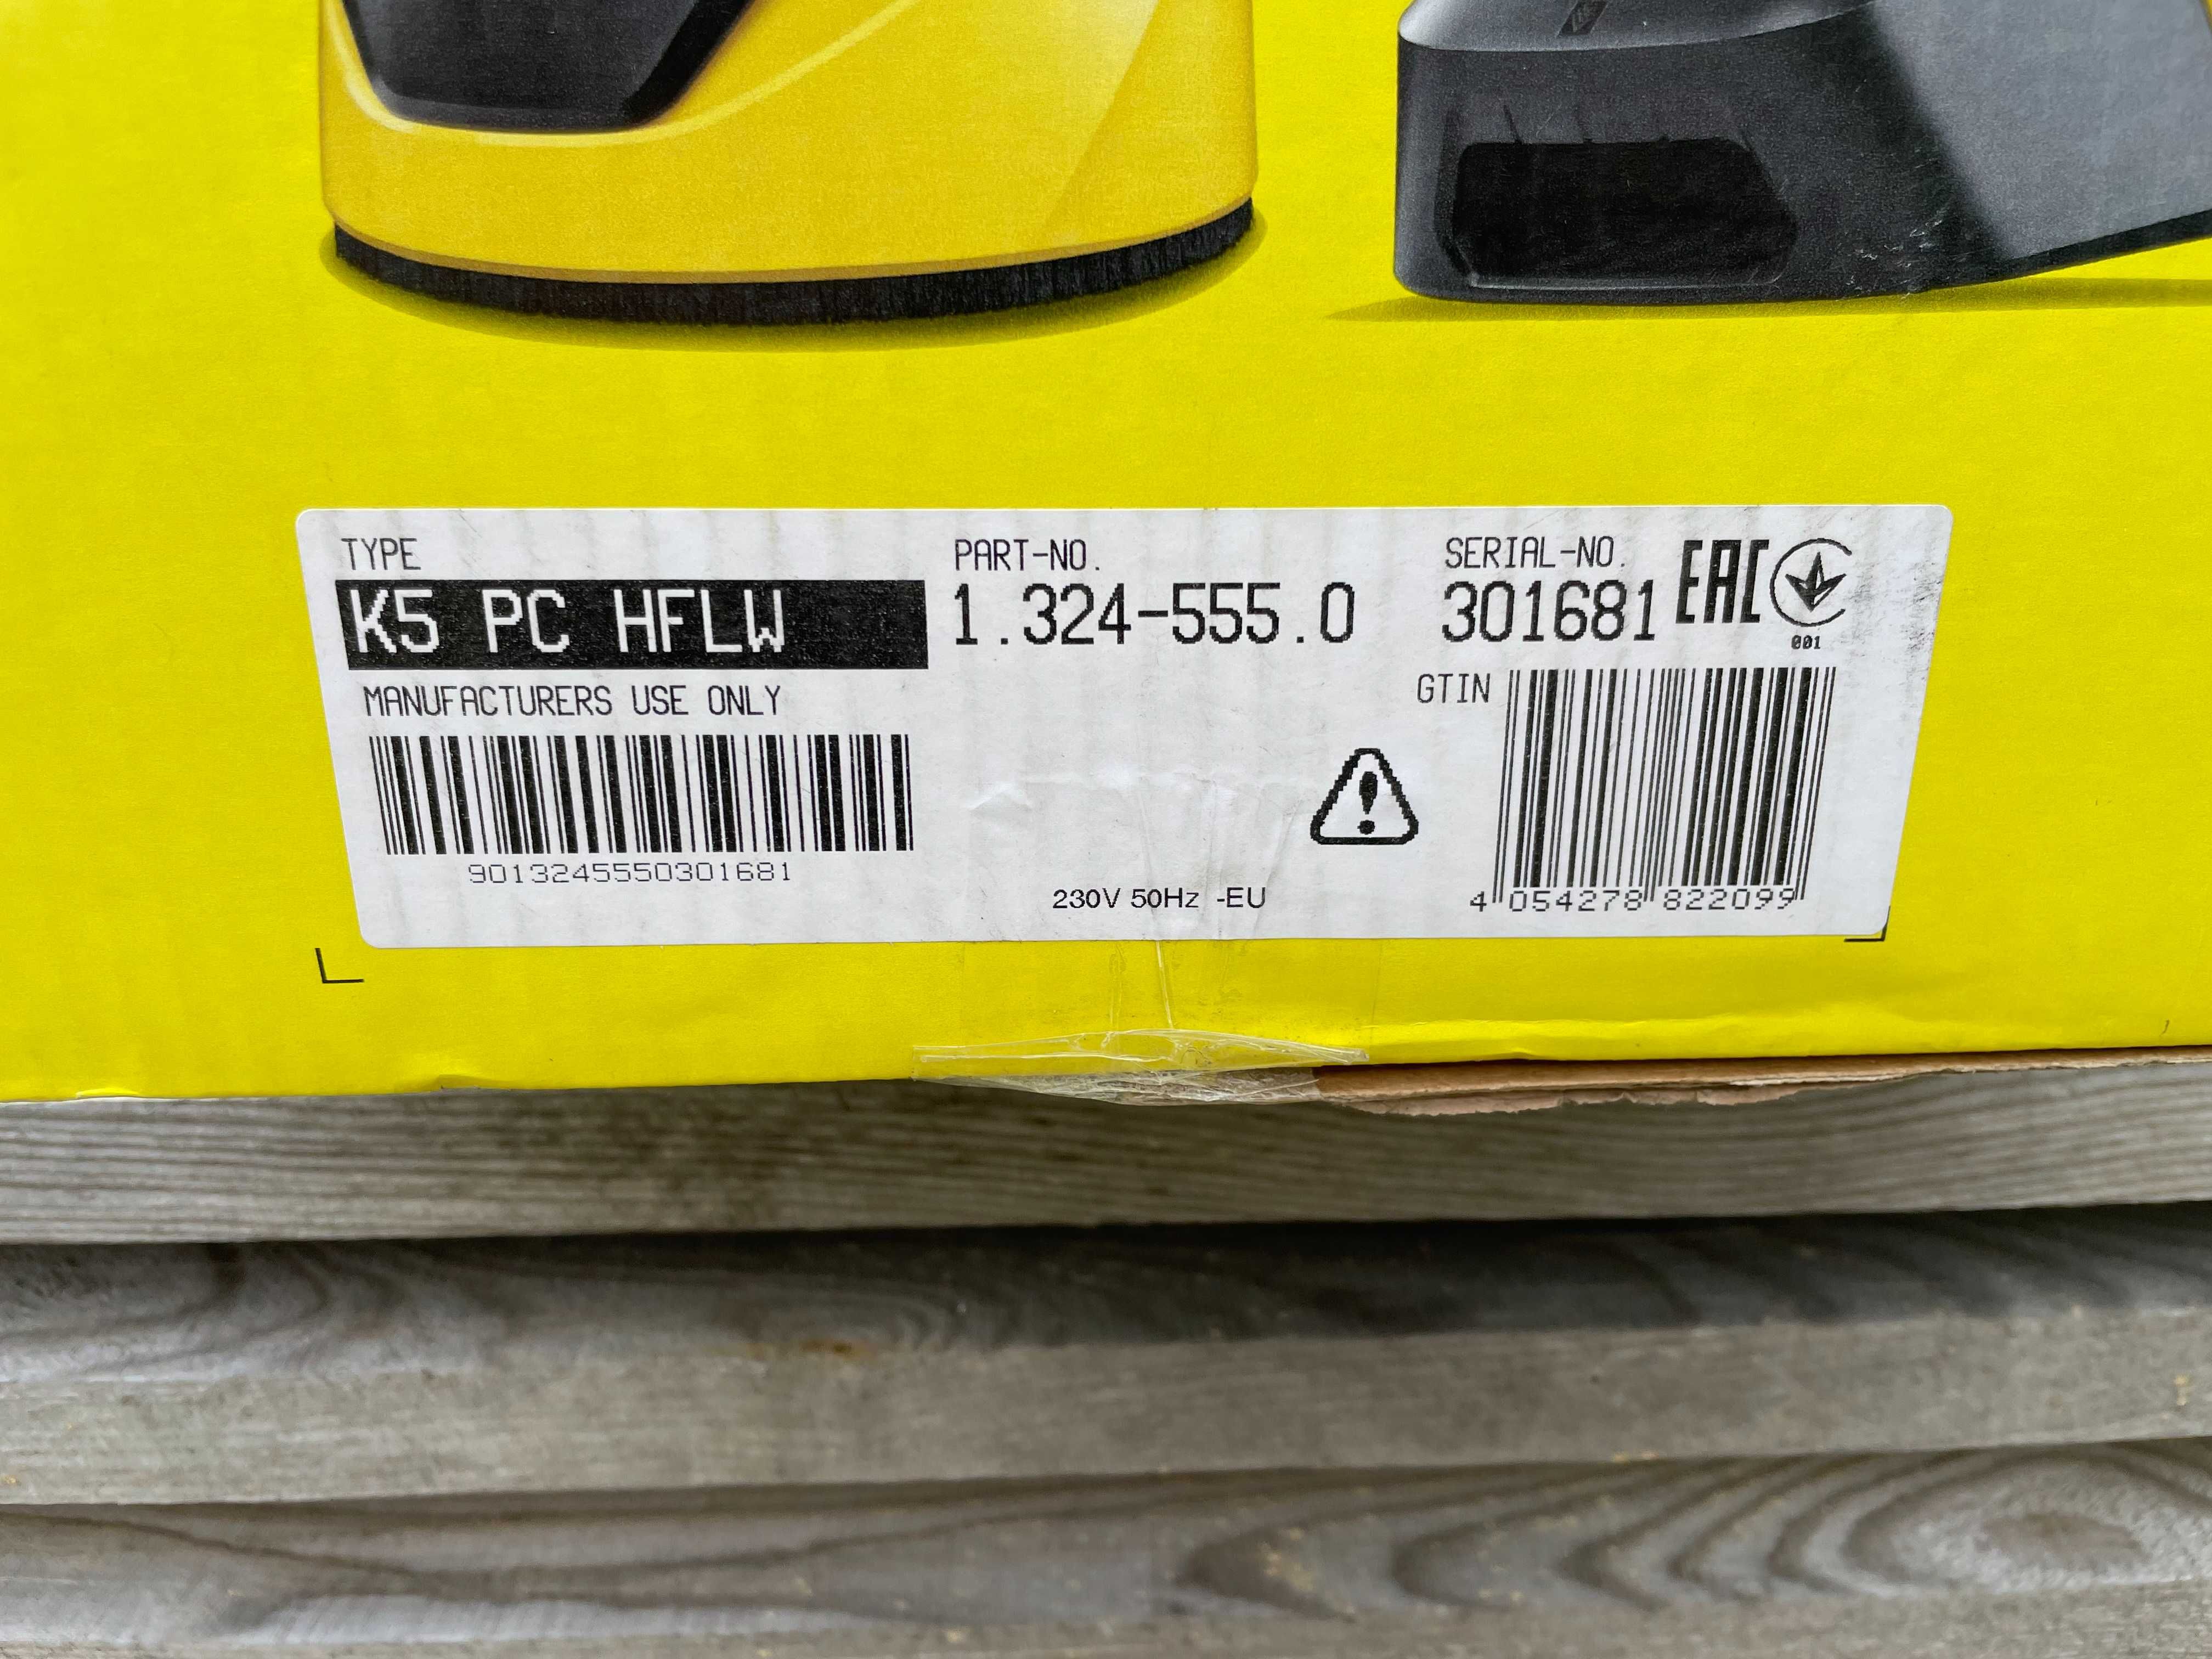 TYPE
K5 PC HFLW
PART-NO.
1.324-555.0
SERIAL-NO.
301681
EAC
001
MANUFACTURERS USE ONLY
9013245550301681
230V 50Hz -EU
GTIN
4 054278 822099